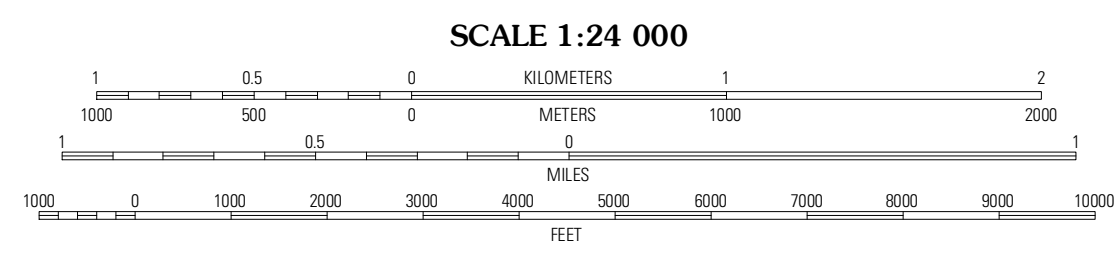 SCALE 1:24 000
1 0.5 0 KILOMETERS 1 2
1000 500 0 METERS 1000 2000
1 0.5 0 1
MILES
1000 0 1000 2000 3000 4000 5000 6000 7000 8000 9000 10000
FEET